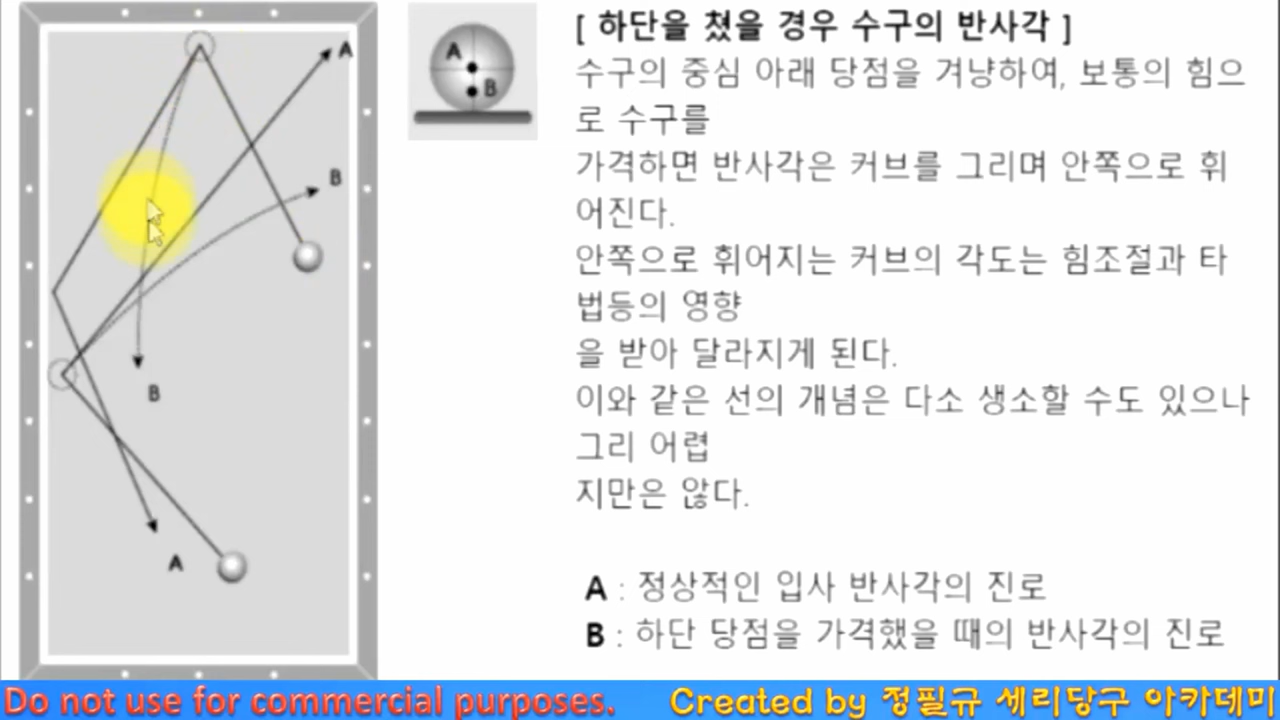 [ 하단을 쳤을 경우 수구의 반사각 ]
수구의 중심 아래 당점을 겨냥하여, 보통의 힘으
로 수구를
가격하면 반사각은 커브를 그리며 안쪽으로 휘
어진다.
안쪽으로 휘어지는 커브의 각도는 힘조절과 타
법등의 영향
을 받아 달라지게 된다.
이와 같은 선의 개념은 다소 생소할 수도 있으나
그리 어렵
지만은 않다.
A : 정상적인 입사 반사각의 진로
B : 하단 당점을 가격했을 때의 반사각의 진로
A
B
B
A
A
B
Do not use for commercial purposes.
Created by 정필규 세리당구 아카데미